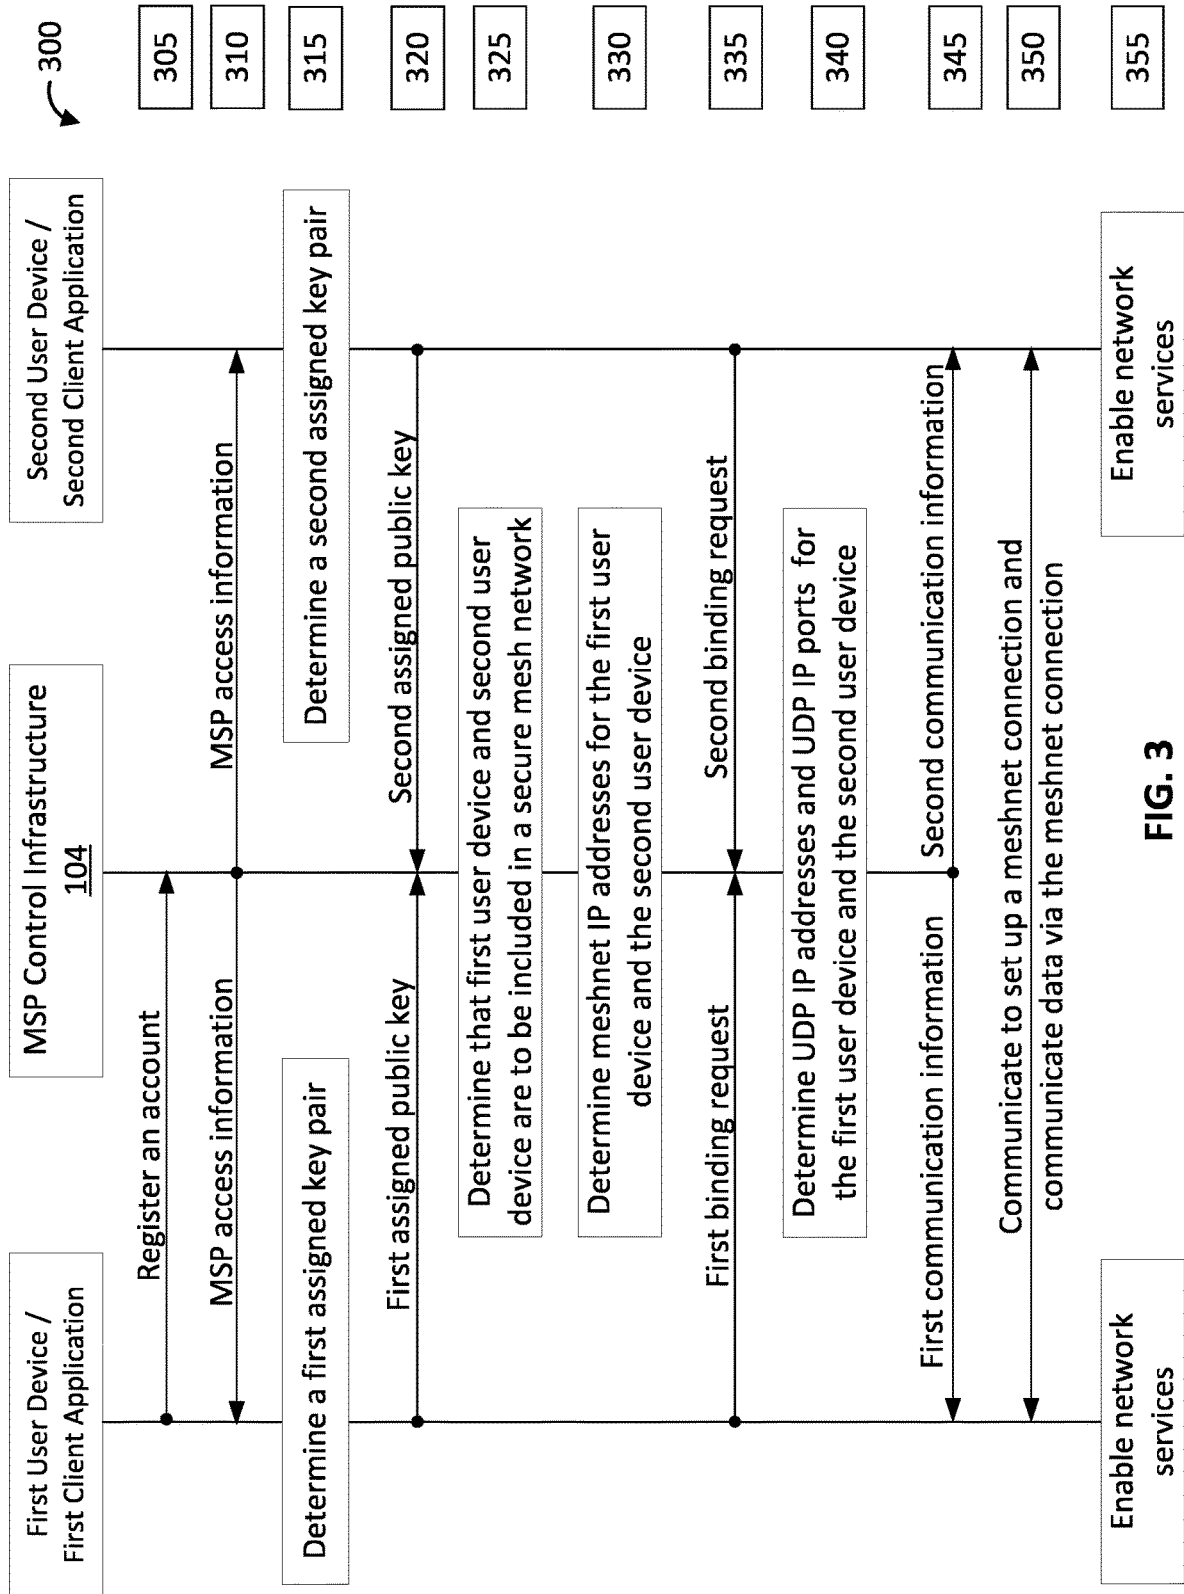 300
First User Device /
First Client Application
MSP Control Infrastructure
104
Second User Device /
Second Client Application
Register an account
305
MSP access information
MSP access information
310
Determine a first assigned key pair
Determine a second assigned key pair
315
First assigned public key
Second assigned public key
320
Determine that first user device and second user
device are to be included in a secure mesh network
325
Determine meshnet IP addresses for the first user
device and the second user device
330
First binding request
Second binding request
335
Determine UDP IP addresses and UDP IP ports for
the first user device and the second user device
340
First communication information
Second communication information
345
Communicate to set up a meshnet connection and
communicate data via the meshnet connection
350
Enable network
services
Enable network
services
355
FIG. 3